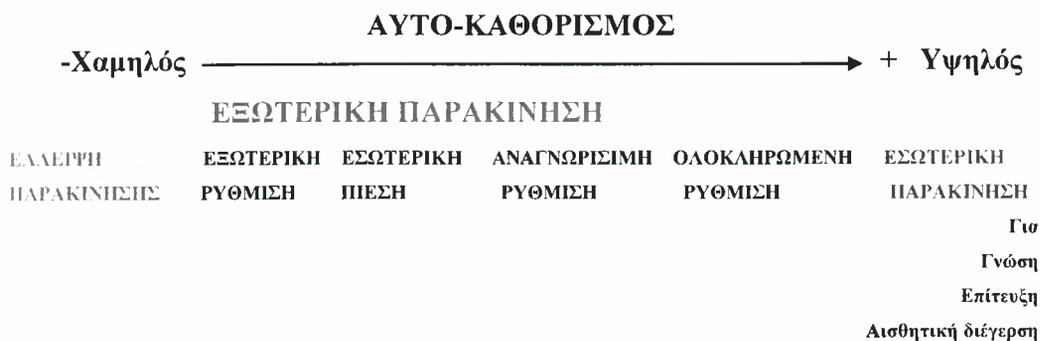 ΑΥΤΟ-ΚΑΘΟΡΙΣΜΟΣ
-Χαμηλός + Υψηλός
ΕΞΩΤΕΡΙΚΗ ΠΑΡΑΚΙΝΗΣΗ
ΕΛΛΕΙΨΗ ΕΞΩΤΕΡΙΚΗ ΕΣΩΤΕΡΙΚΗ ΑΝΑΓΝΩΡΙΣΙΜΗ ΟΛΟΚΛΗΡΩΜΕΝΗ ΕΣΩΤΕΡΙΚΗ
ΠΑΡΑΚΙΝΗΣΗΣ ΡΥΘΜΙΣΗ ΠΙΕΣΗ ΡΥΘΜΙΣΗ ΡΥΘΜΙΣΗ ΠΑΡΑΚΙΝΗΣΗ
Για
Γνώση
Επίτευξη
Αισθητική διέγερση